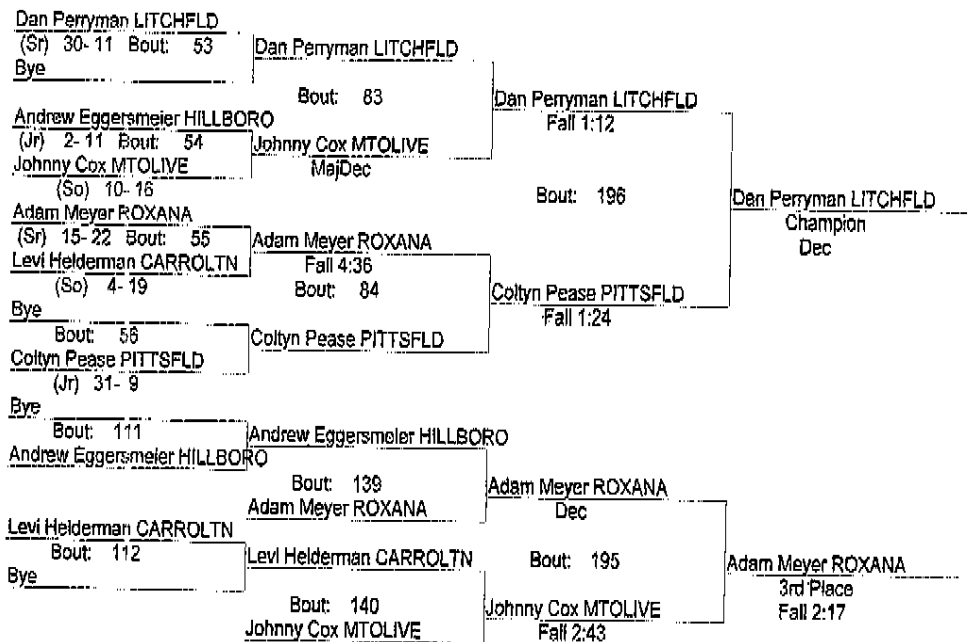 Dan Perryman LITCHFLD
(Sr) 30- 11 Bout: 53
Bye
Dan Perryman LITCHFLD
Bout: 83
Andrew Eggersmeier HILLBORO
(Jr) 2- 11 Bout: 54
Johnny Cox MTOLIVE
(So) 10- 16
Johnny Cox MTOLIVE
MajDec
Dan Perryman LITCHFLD
Fall 1:12
Bout: 196
Dan Perryman LITCHFLD
Champion
Dec
Adam Meyer ROXANA
(Sr) 15- 22 Bout: 55
Levi Helderman CARROLTN
(So) 4- 19
Adam Meyer ROXANA
Fall 4:36
Bout: 84
Bye
Bout: 56
Coltyn Pease PITTSFLD
(Jr) 31- 9
Coltyn Pease PITTSFLD
Coltyn Pease PITTSFLD
Fall 1:24
Bye
Bout: 111
Andrew Eggersmeier HILLBORO
Andrew Eggersmeier HILLBORO
Bout: 139
Adam Meyer ROXANA
Adam Meyer ROXANA
Dec
Levi Helderman CARROLTN
Bout: 112
Bye
Levi Helderman CARROLTN
Bout: 140
Johnny Cox MTOLIVE
Bout: 195
Johnny Cox MTOLIVE
Fall 2:43
Adam Meyer ROXANA
3rd Place
Fall 2:17